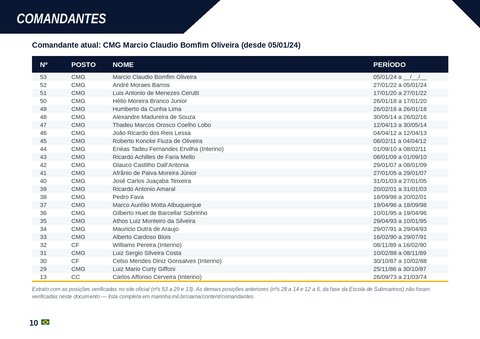 COMANDANTES
Comandante atual: CMG Marcio Claudio Bomfim Oliveira (desde 05/01/24)
Nº POSTO NOME PERÍODO
53 CMG Marcio Claudio Bomfim Oliveira 05/01/24 a __/__/__
52 CMG André Moraes Barros 27/01/22 a 05/01/24
51 CMG Luis Antonio de Menezes Cerutti 17/01/20 a 27/01/22
50 CMG Hélio Moreira Branco Junior 26/01/18 a 17/01/20
49 CMG Humberto da Cunha Lima 26/02/16 a 26/01/18
48 CMG Alexandre Madureira de Souza 30/05/14 a 26/02/16
47 CMG Thadeu Marcos Orosco Coelho Lobo 12/04/13 a 30/05/14
46 CMG João Ricardo dos Reis Lessa 04/04/12 a 12/04/13
45 CMG Roberto Koncke Fiuza de Oliveira 08/02/11 a 04/04/12
44 CMG Enéas Tadeu Fernandes Ervilha (Interino) 01/09/10 a 08/02/11
43 CMG Ricardo Achilles de Faria Mello 08/01/09 a 01/09/10
42 CMG Glauco Castilho Dall'Antonia 29/01/07 a 08/01/09
41 CMG Afrânio de Paiva Moreira Júnior 27/01/05 a 29/01/07
40 CMG José Carlos Juaçaba Teixeira 31/01/03 a 27/01/05
39 CMG Ricardo Antonio Amaral 20/02/01 a 31/01/03
38 CMG Pedro Fava 18/09/98 a 20/02/01
37 CMG Marco Aurélio Motta Albuquerque 19/04/96 a 18/09/98
36 CMG Gilberto Huet de Barcellar Sobrinho 10/01/95 a 19/04/96
35 CMG Athos Luiz Monteiro da Silveira 29/04/93 a 10/01/95
34 CMG Mauricio Dutra de Araujo 29/07/91 a 29/04/93
33 CMG Alberto Cardoso Blois 16/02/90 a 29/07/91
32 CF Williams Pereira (Interino) 08/11/89 a 16/02/90
31 CMG Luiz Sergio Silveira Costa 10/02/88 a 08/11/89
30 CF Celso Mendes Diniz Gonsalves (Interino) 30/10/87 a 10/02/88
29 CMG Luiz Mario Curty Giffoni 25/11/86 a 30/10/87
13 CC Carlos Affonso Cerveira (Interino) 26/09/73 a 21/03/74
Extrato com as posições verificadas no site oficial (nºs 53 a 29 e 13). As demais posições anteriores (nºs 28 a 14 e 12 a 6, da fase da Escola de Submarinos) não foram
verificadas neste documento — lista completa em marinha.mil.br/ciama/content/comandantes.
10